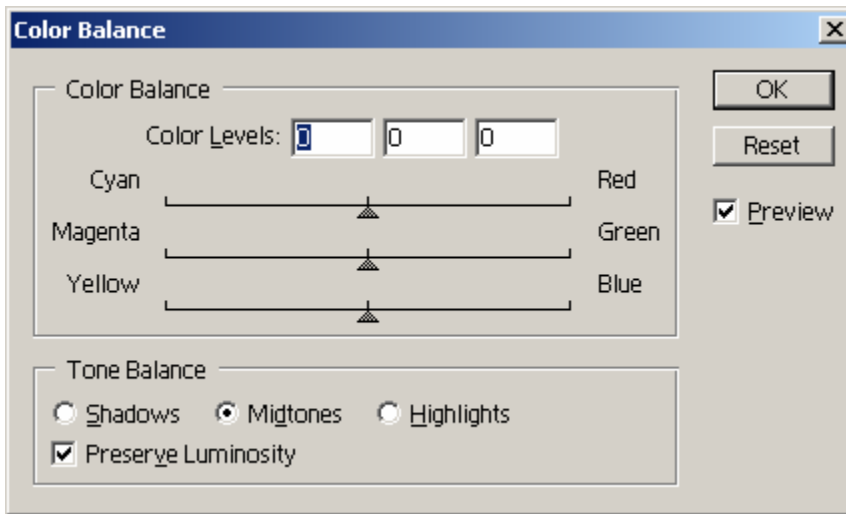 Color Balance
Color Balance
OK
Color Levels: 0 0 0
Reset
Cyan Red
Preview
Magenta Green
Yellow Blue
Tone Balance
Shadows Midtones Highlights
Preserve Luminosity